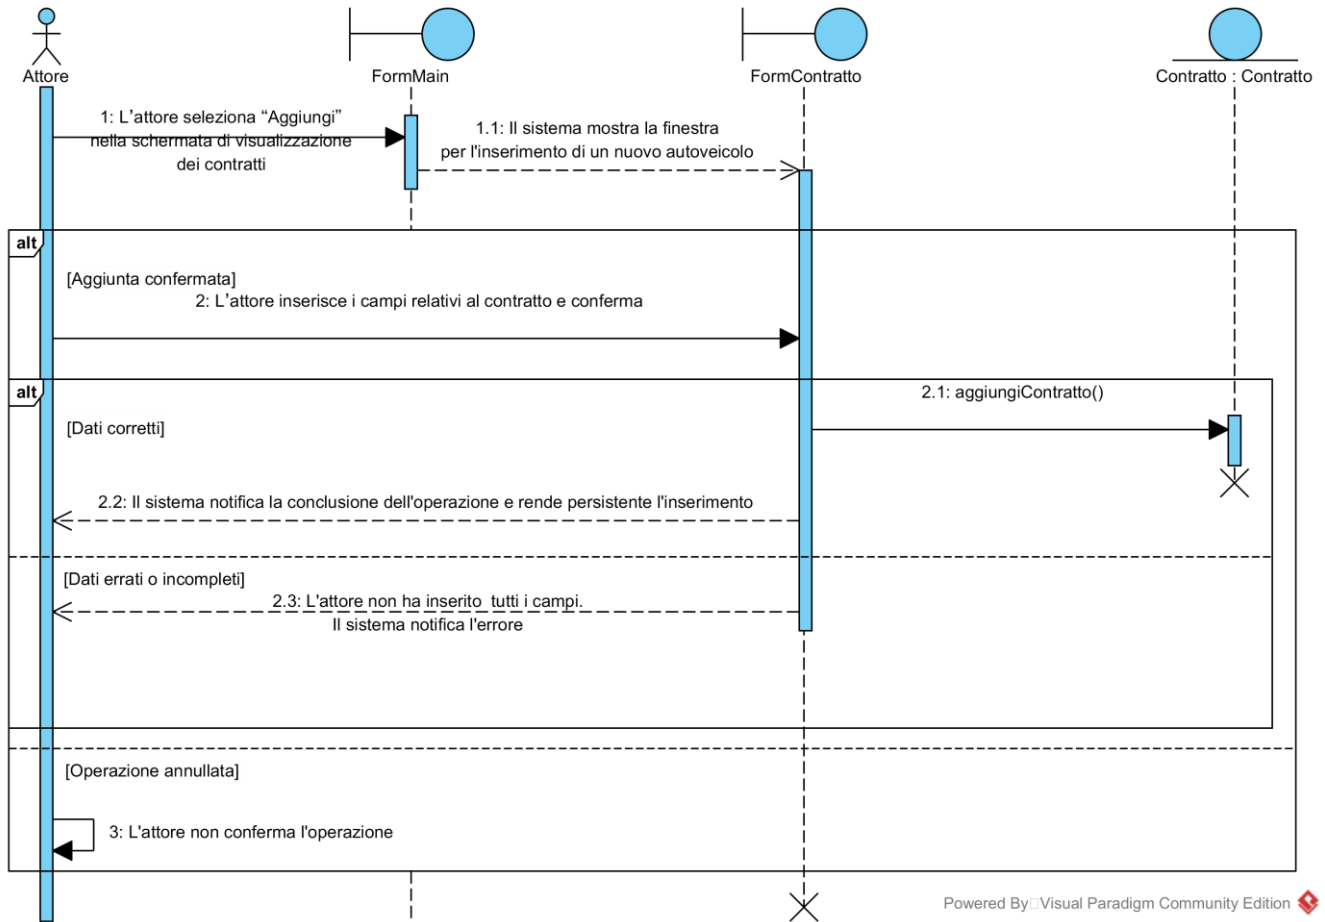 Attore
FormMain
FormContratto
Contratto : Contratto
1: L'attore seleziona “Aggiungi”
nella schermata di visualizzazione
dei contratti
1.1: Il sistema mostra la finestra
per l'inserimento di un nuovo autoveicolo
alt
[Aggiunta confermata]
2: L'attore inserisce i campi relativi al contratto e conferma
alt
2.1: aggiungiContratto()
[Dati corretti]
2.2: Il sistema notifica la conclusione dell'operazione e rende persistente l'inserimento
[Dati errati o incompleti]
2.3: L'attore non ha inserito  tutti i campi.
Il sistema notifica l'errore
[Operazione annullata]
3: L'attore non conferma l'operazione
Powered By Visual Paradigm Community Edition